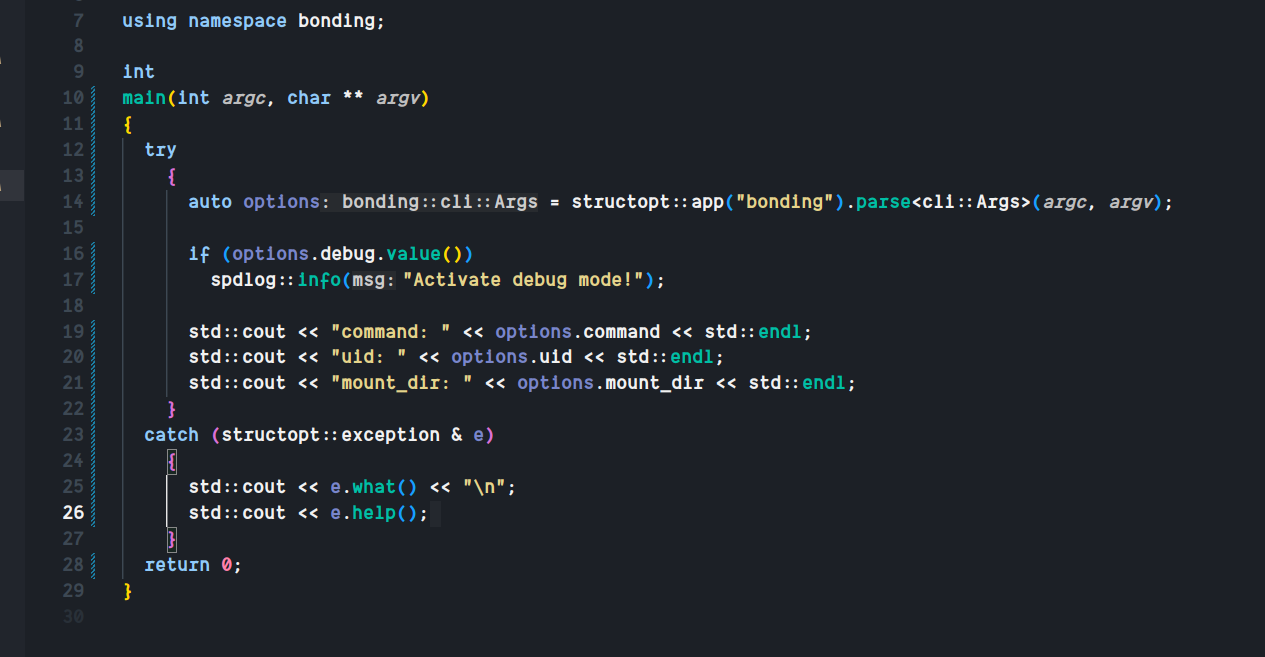 7 using namespace bonding;
8
9 int
10 main(int argc, char ** argv)
11 {
12   try
13     {
14       auto options: bonding::cli::Args = structopt::app("bonding").parse<cli::Args>(argc, argv);
15
16       if (options.debug.value())
17         spdlog::info(msg: "Activate debug mode!");
18
19       std::cout << "command: " << options.command << std::endl;
20       std::cout << "uid: " << options.uid << std::endl;
21       std::cout << "mount_dir: " << options.mount_dir << std::endl;
22     }
23   catch (structopt::exception & e)
24     {
25       std::cout << e.what() << "\n";
26       std::cout << e.help();
27     }
28   return 0;
29 }
30